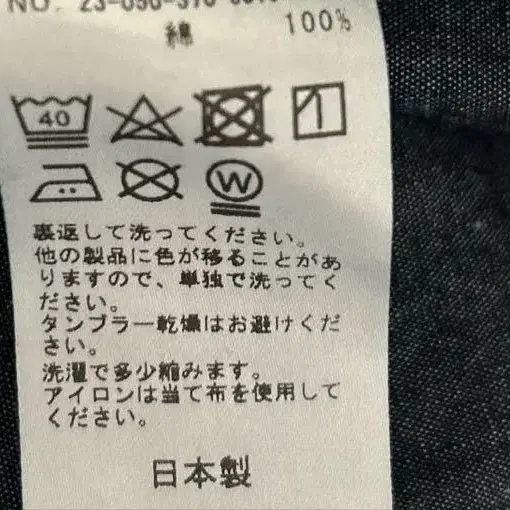 綿 100%
40
W
裏返して洗ってください。
他の製品に色が移ることがあ
りますので、単独で洗ってく
ださい。
タンブラー乾燥はお避けくだ
さい。
洗濯で多少縮みます。
アイロンは当て布を使用して
ください。
日本製